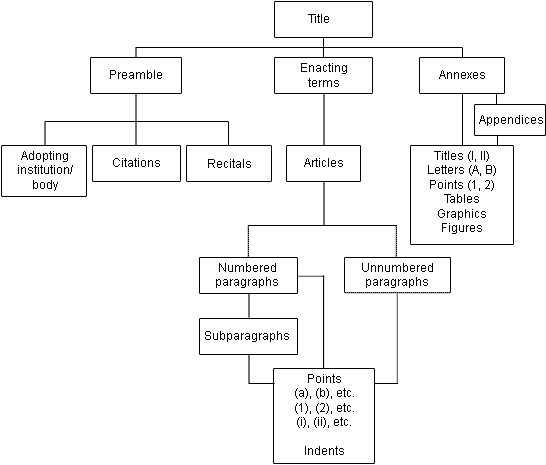 Title
Preamble
Enacting
terms
Annexes
Appendices
Adopting
institution/
body
Citations
Recitals
Articles
Titles (I, II)
Letters (A, B)
Points (1, 2)
Tables
Graphics
Figures
Numbered
paragraphs
Unnumbered
paragraphs
Subparagraphs
Points
(a), (b), etc.
(1), (2), etc.
(i), (ii), etc.
Indents